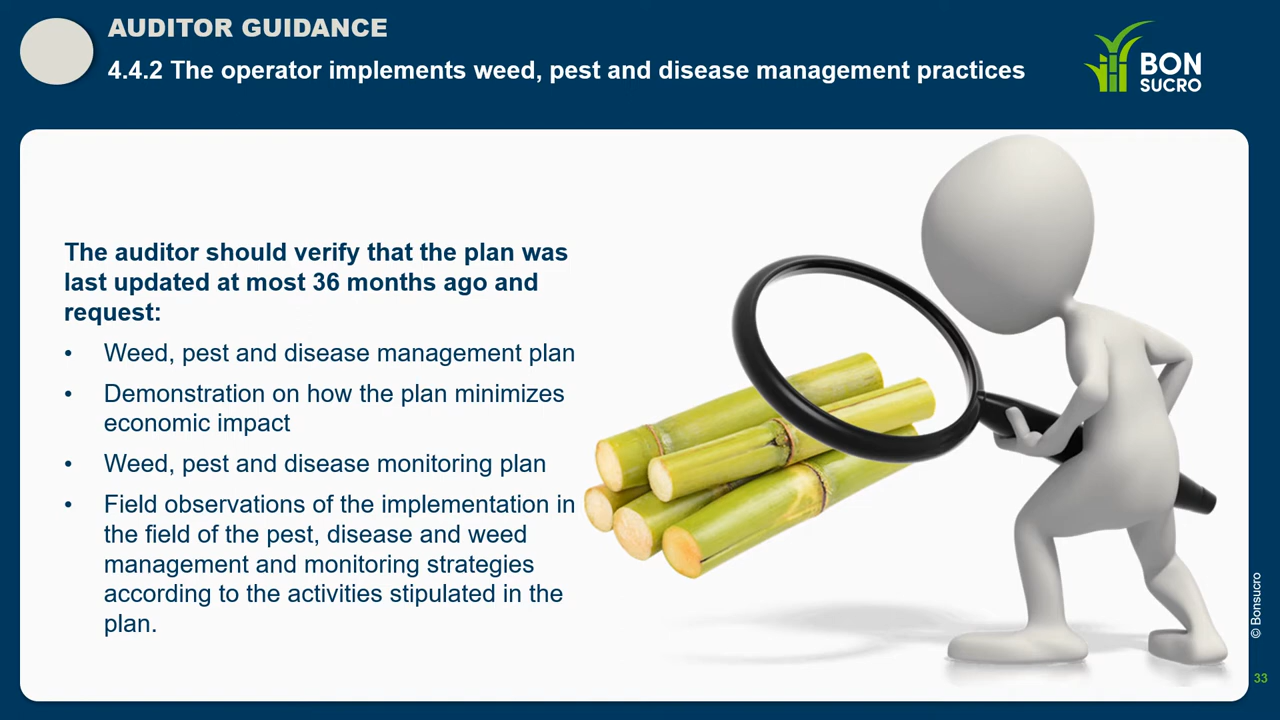 AUDITOR GUIDANCE
4.4.2 The operator implements weed, pest and disease management practices
BON
SUCRO
The auditor should verify that the plan was
last updated at most 36 months ago and
request:
• Weed, pest and disease management plan
• Demonstration on how the plan minimizes
economic impact
• Weed, pest and disease monitoring plan
• Field observations of the implementation in
the field of the pest, disease and weed
management and monitoring strategies
according to the activities stipulated in the
plan.
© Bonsucro
33